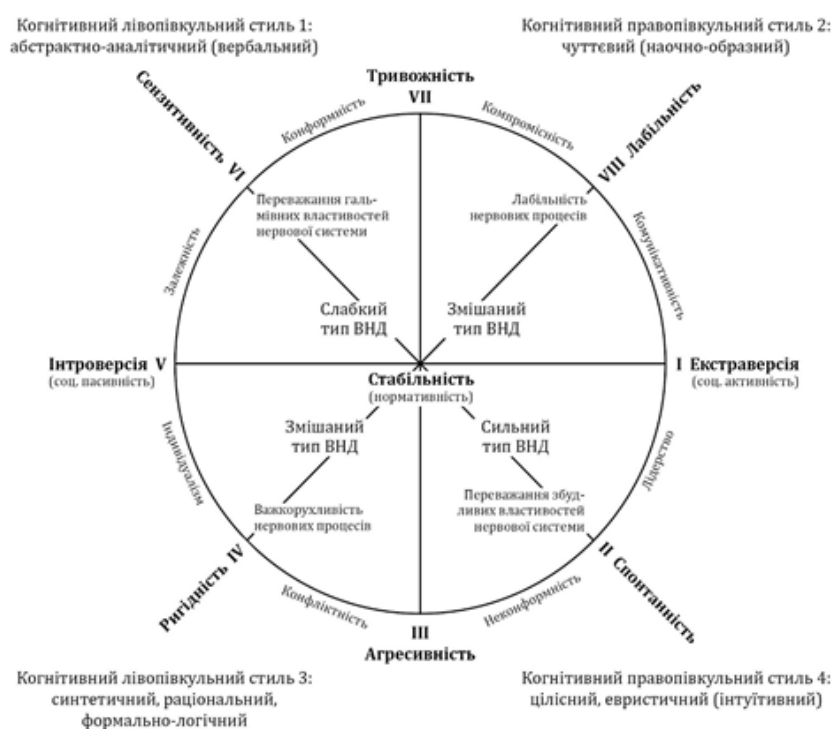 Когнітивний лівопівкульний стиль 1:
абстрактно-аналітичний (вербальний)
Когнітивний правопівкульний стиль 2:
чуттєвий (наочно-образний)
Тривожність
VII
Сензитивність VI
Конформність
Компромісність
VIII Лабільність
Переважання галь-
мівних властивостей
нервової системи
Лабільність
нервових процесів
Залежність
Комунікативність
Слабкий
тип ВНД
Змішаний
тип ВНД
Інтроверсія V
(соц. пасивність)
I Екстраверсія
(соц. активність)
Стабільність
(нормативність)
Змішаний
тип ВНД
Сильний
тип ВНД
Індивідуалізм
Лідерство
Важкорухливість
нервових процесів
Переважання збуд-
ливих властивостей
нервової системи
Ригідність IV
Конфліктність
Неконформність
II Спонтанність
III
Агресивність
Когнітивний лівопівкульний стиль 3:
синтетичний, раціональний,
формально-логічний
Когнітивний правопівкульний стиль 4:
цілісний, евристичний (інтуїтивний)